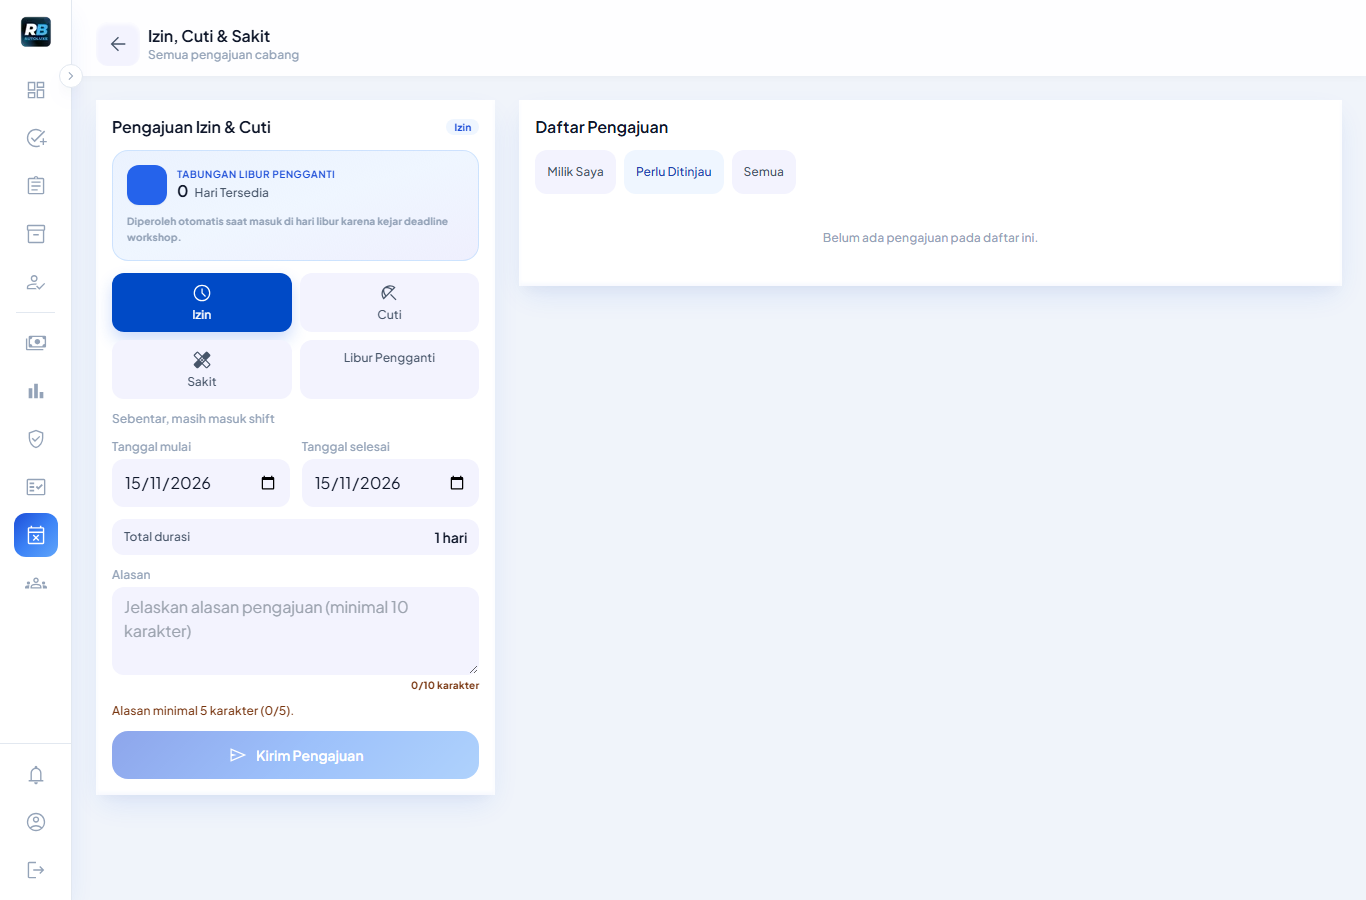 RB
Izin, Cuti & Sakit
Semua pengajuan cabang
Pengajuan Izin & Cuti
Izin
TABUNGAN LIBUR PENGGANTI
0 Hari Tersedia
Diperoleh otomatis saat masuk di hari libur karena kejar deadline
workshop.
Izin
Cuti
Sakit
Libur Pengganti
Sebentar, masih masuk shift
Tanggal mulai
Tanggal selesai
15/11/2026
15/11/2026
Total durasi
1 hari
Alasan
Jelaskan alasan pengajuan (minimal 10
karakter)
0/10 karakter
Alasan minimal 5 karakter (0/5).
Kirim Pengajuan
Daftar Pengajuan
Milik Saya
Perlu Ditinjau
Semua
Belum ada pengajuan pada daftar ini.